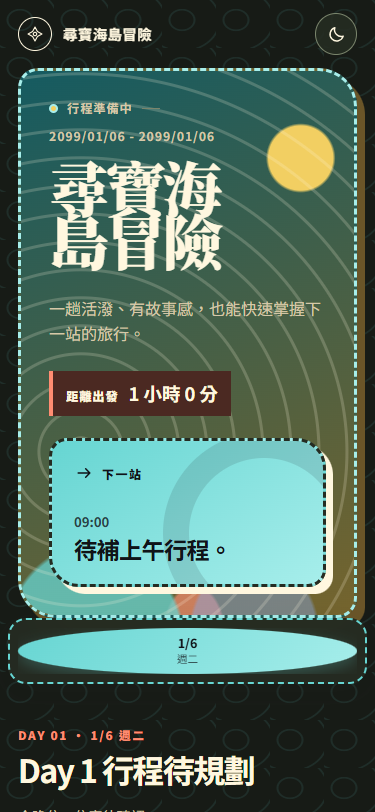 尋寶海島冒險
行程準備中
2099/01/06 - 2099/01/06
尋寶海
島冒險
一趟活潑、有故事感，也能快速掌握下
一站的旅行。
距離出發 1 小時 0 分
下一站
09:00
待補上午行程。
1/6
週二
DAY 01 · 1/6 週二
Day 1 行程待規劃